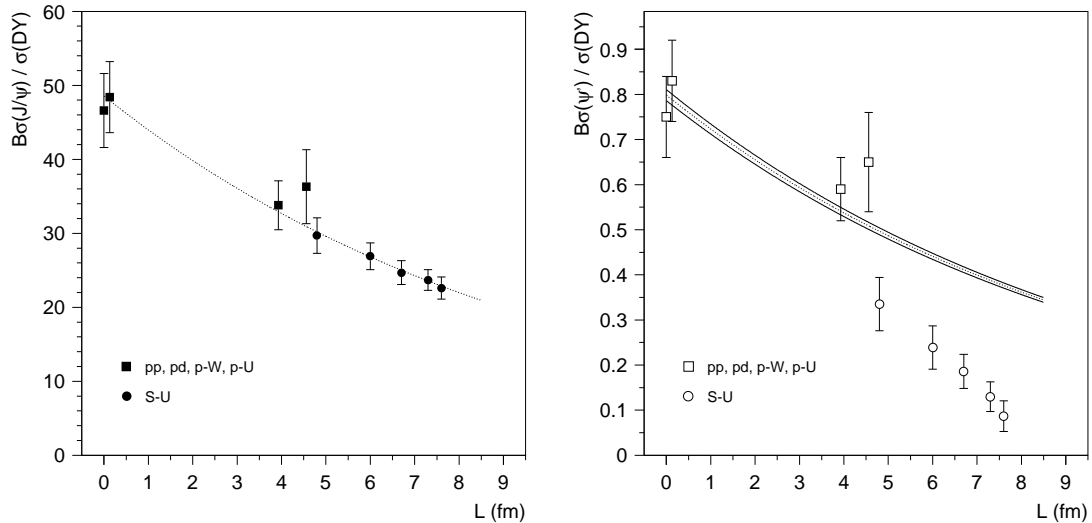 Bσ(J/ψ) / σ(DY)
60
50
40
30
20
10
0
pp, pd, p-W, p-U
S-U
0 1 2 3 4 5 6 7 8 9
L (fm)
Bσ(ψ') / σ(DY)
0.9
0.8
0.7
0.6
0.5
0.4
0.3
0.2
0.1
0
pp, pd, p-W, p-U
S-U
0 1 2 3 4 5 6 7 8 9
L (fm)